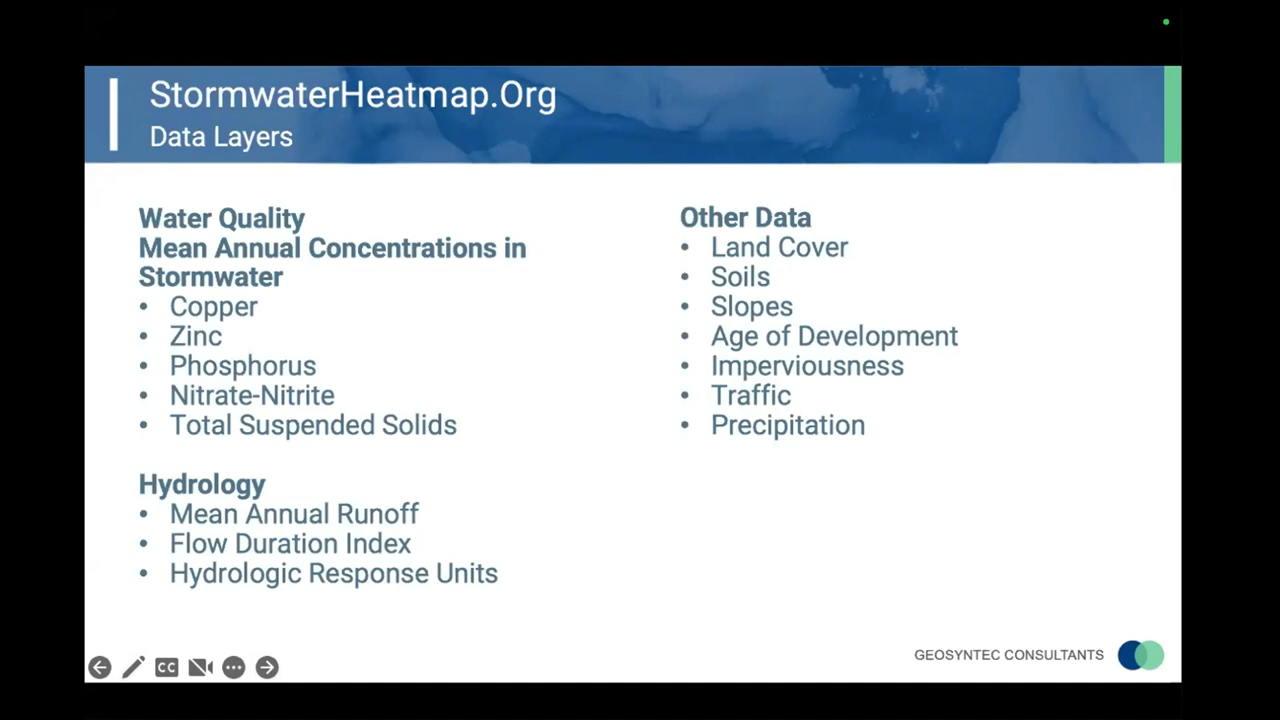 StormwaterHeatmap.Org
Data Layers
Water Quality
Mean Annual Concentrations in
Stormwater
• Copper
• Zinc
• Phosphorus
• Nitrate-Nitrite
• Total Suspended Solids
Hydrology
• Mean Annual Runoff
• Flow Duration Index
• Hydrologic Response Units
Other Data
• Land Cover
• Soils
• Slopes
• Age of Development
• Imperviousness
• Traffic
• Precipitation
CC
GEOSYNTEC CONSULTANTS